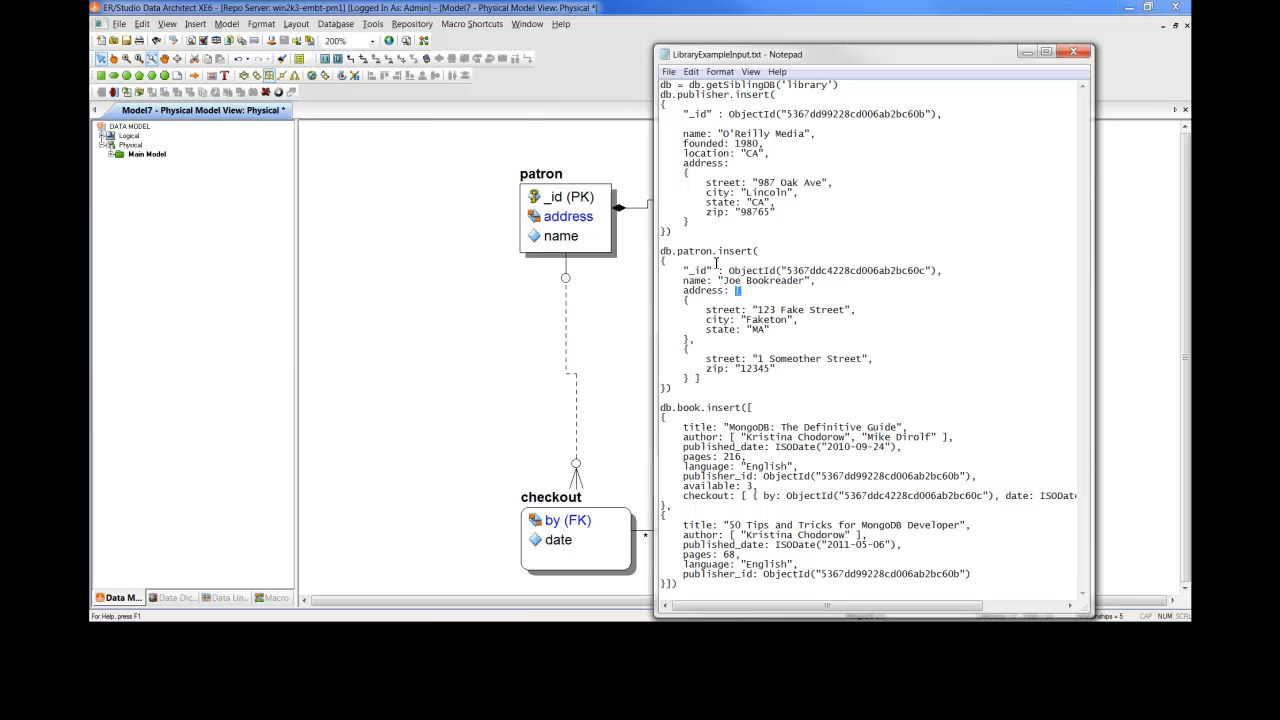 ER/Studio Data Architect XE6 - [Repo Server: win2k3-embt-pm1] [Logged In As: Admin] - [Model7 - Physical Model View: Physical *]
File Edit View Insert Model Format Layout Database Tools Repository Macro Shortcuts Window Help
200%
Model7 - Physical Model View: Physical *
DATA MODEL
Logical
Physical
Main Model
patron
_id (PK)
address
name
checkout
by (FK)
date
*
LibraryExampleInput.txt - Notepad
File Edit Format View Help
db = db.getSiblingDB('library')
db.publisher.insert(
{
"_id" : ObjectId("5367dd99228cd006ab2bc60b"),
name: "O'Reilly Media",
founded: 1980,
location: "CA",
address:
{
street: "987 Oak Ave",
city: "Lincoln",
state: "CA",
zip: "98765"
}
})
db.patron.insert(
{
"_id" : ObjectId("5367ddc4228cd006ab2bc60c"),
name: "Joe Bookreader",
address: [
{
street: "123 Fake Street",
city: "Faketon",
state: "MA"
},
{
street: "1 Someother Street",
zip: "12345"
} ]
})
db.book.insert([
{
title: "MongoDB: The Definitive Guide",
author: [ "Kristina Chodorow", "Mike Dirolf" ],
published_date: ISODate("2010-09-24"),
pages: 216,
language: "English",
publisher_id: ObjectId("5367dd99228cd006ab2bc60b"),
available: 3,
checkout: [ { by: ObjectId("5367ddc4228cd006ab2bc60c"), date: ISODate
},
{
title: "50 Tips and Tricks for MongoDB Developer",
author: [ "Kristina Chodorow" ],
published_date: ISODate("2011-05-06"),
pages: 68,
language: "English",
publisher_id: ObjectId("5367dd99228cd006ab2bc60b")
}])
Data M... Data Dic... Data Lin... Macro
For Help, press F1
CAP NUM SCRL